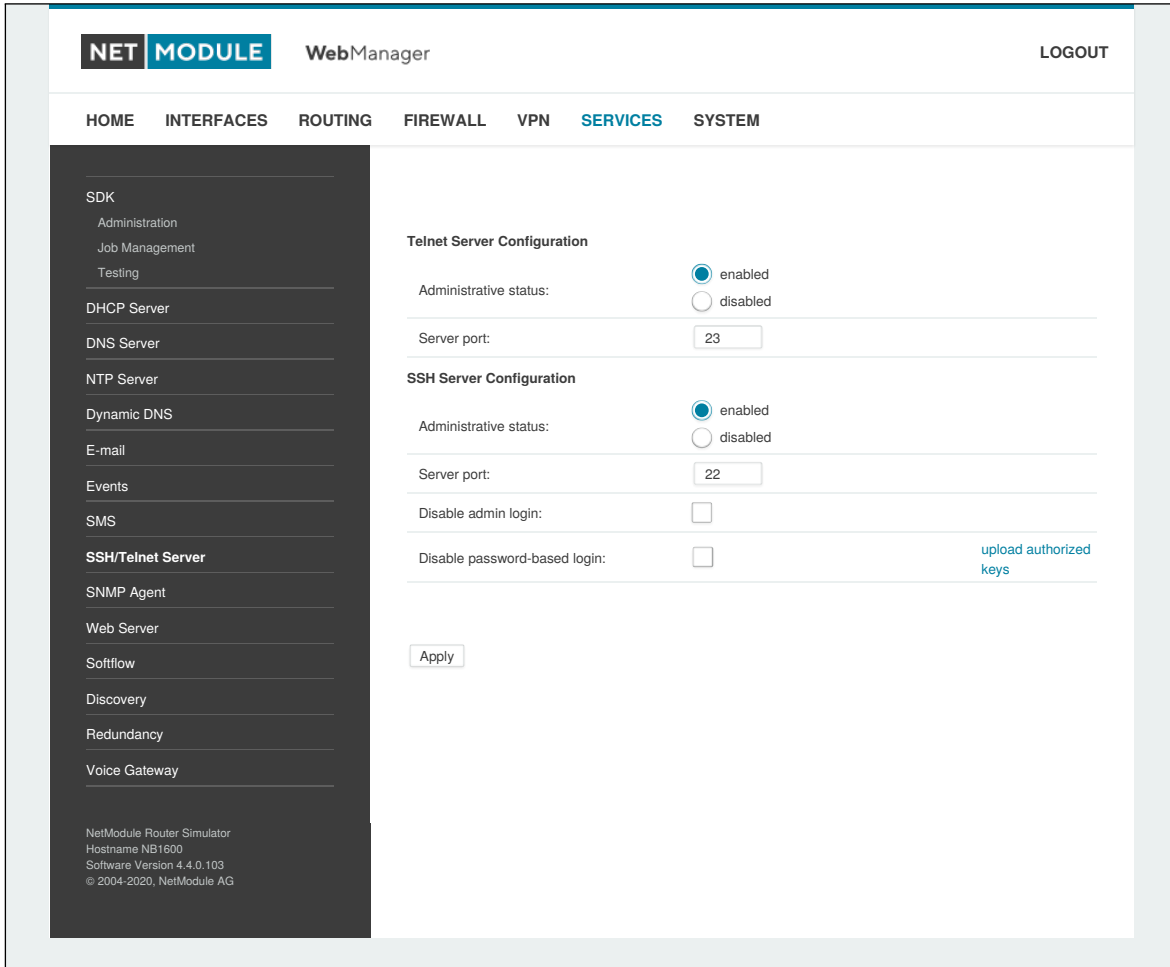 NET MODULE WebManager LOGOUT
HOME INTERFACES ROUTING FIREWALL VPN SERVICES SYSTEM
SDK
Administration
Job Management
Testing
DHCP Server
DNS Server
NTP Server
Dynamic DNS
E-mail
Events
SMS
SSH/Telnet Server
SNMP Agent
Web Server
Softflow
Discovery
Redundancy
Voice Gateway
NetModule Router Simulator
Hostname NB1600
Software Version 4.4.0.103
© 2004-2020, NetModule AG
Telnet Server Configuration
Administrative status:
enabled
disabled
Server port: 23
SSH Server Configuration
Administrative status:
enabled
disabled
Server port: 22
Disable admin login:
Disable password-based login:
upload authorized
keys
Apply